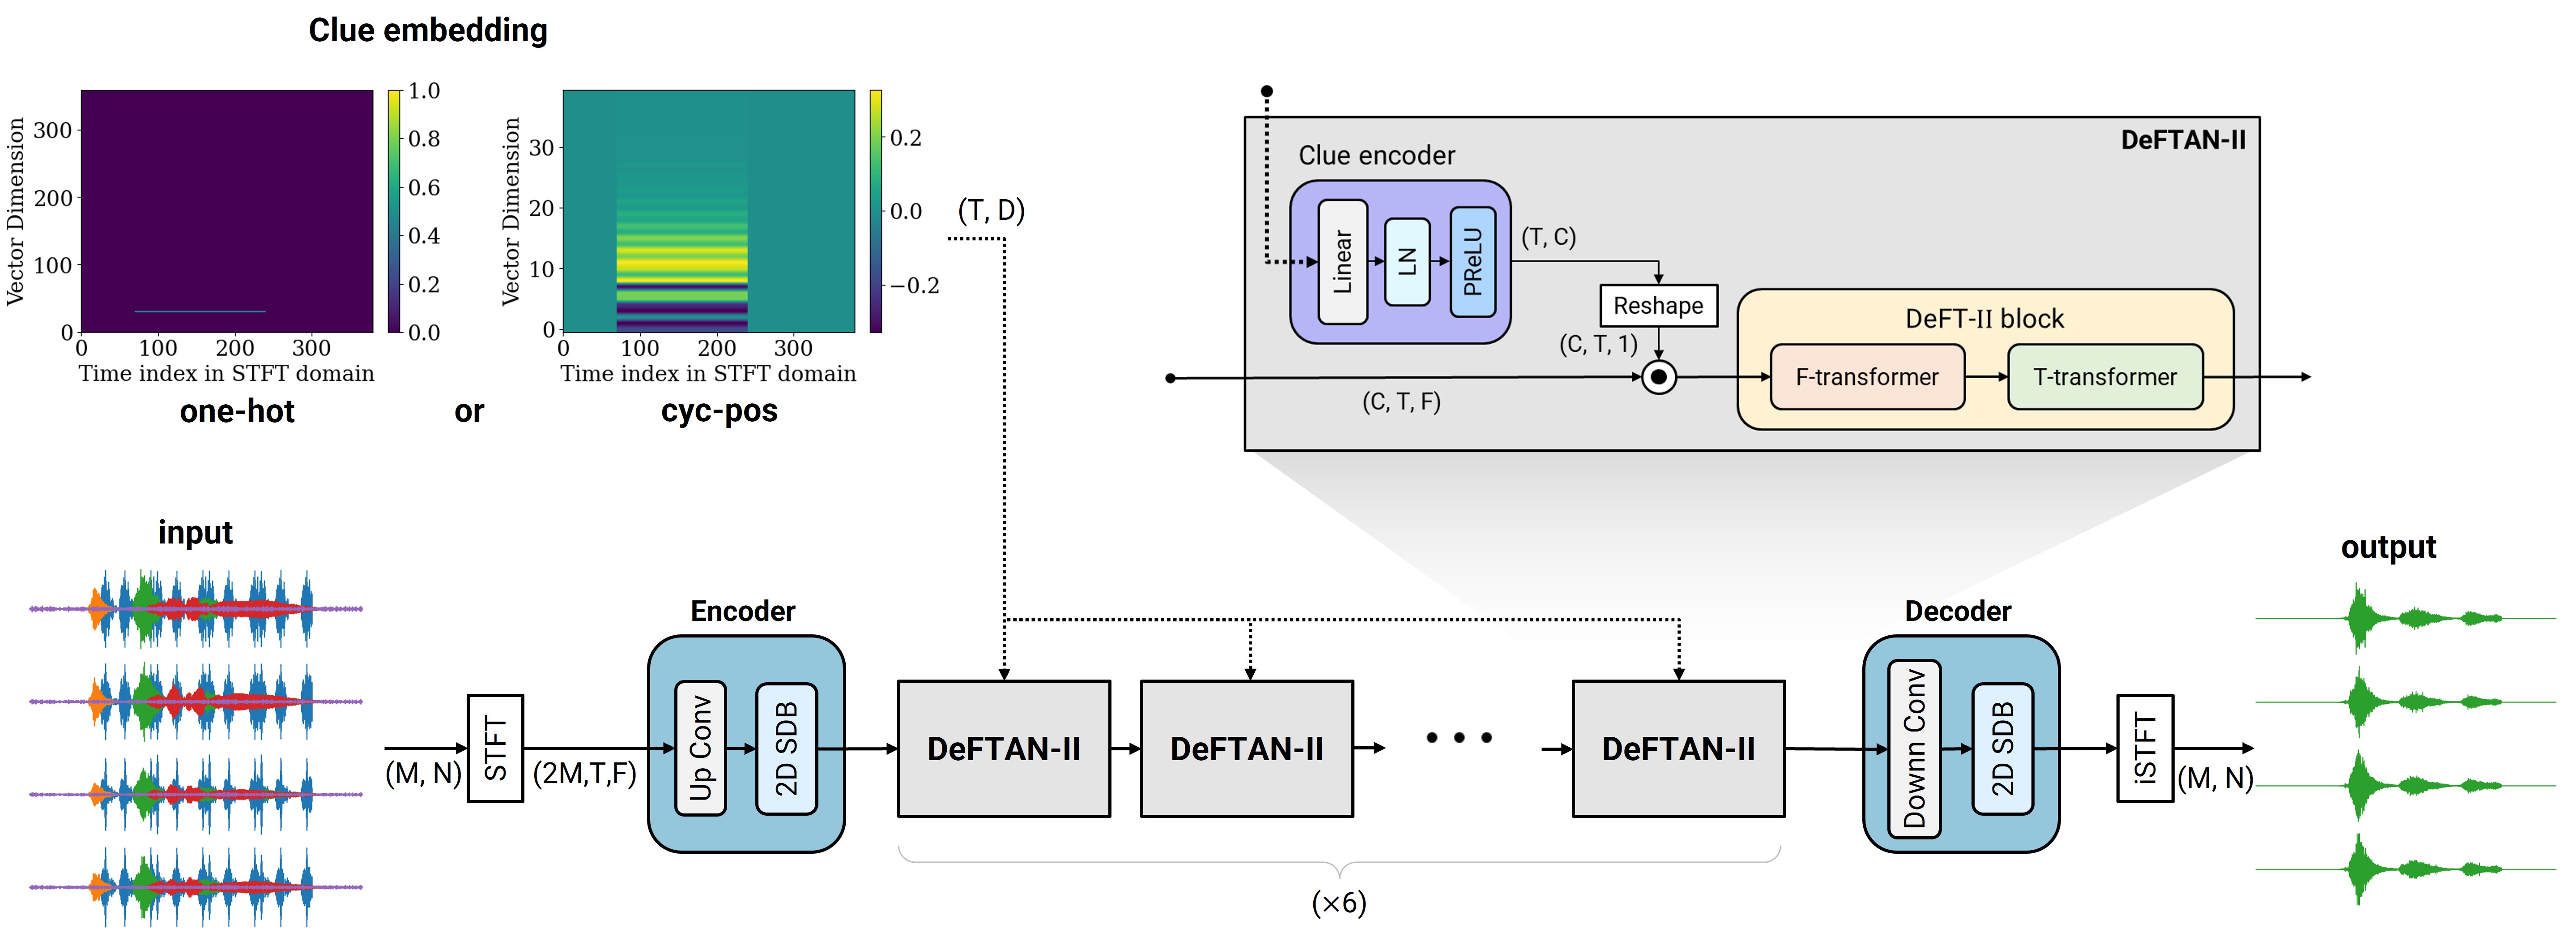 Clue embedding
Vector Dimension
300
200
100
0
0
100
200
300
Time index in STFT domain
1.0
0.8
0.6
0.4
0.2
0.0
one-hot
or
Vector Dimension
30
20
10
0
0
100
200
300
Time index in STFT domain
0.2
0.0
−0.2
cyc-pos
(T, D)
DeFTAN-II
Clue encoder
Linear
LN
PReLU
(T, C)
Reshape
(C, T, 1)
(C, T, F)
DeFT-II block
F-transformer
T-transformer
input
(M, N)
STFT
(2M,T,F)
Encoder
Up Conv
2D SDB
DeFTAN-II
DeFTAN-II
DeFTAN-II
(×6)
Decoder
Downn Conv
2D SDB
iSTFT
(M, N)
output